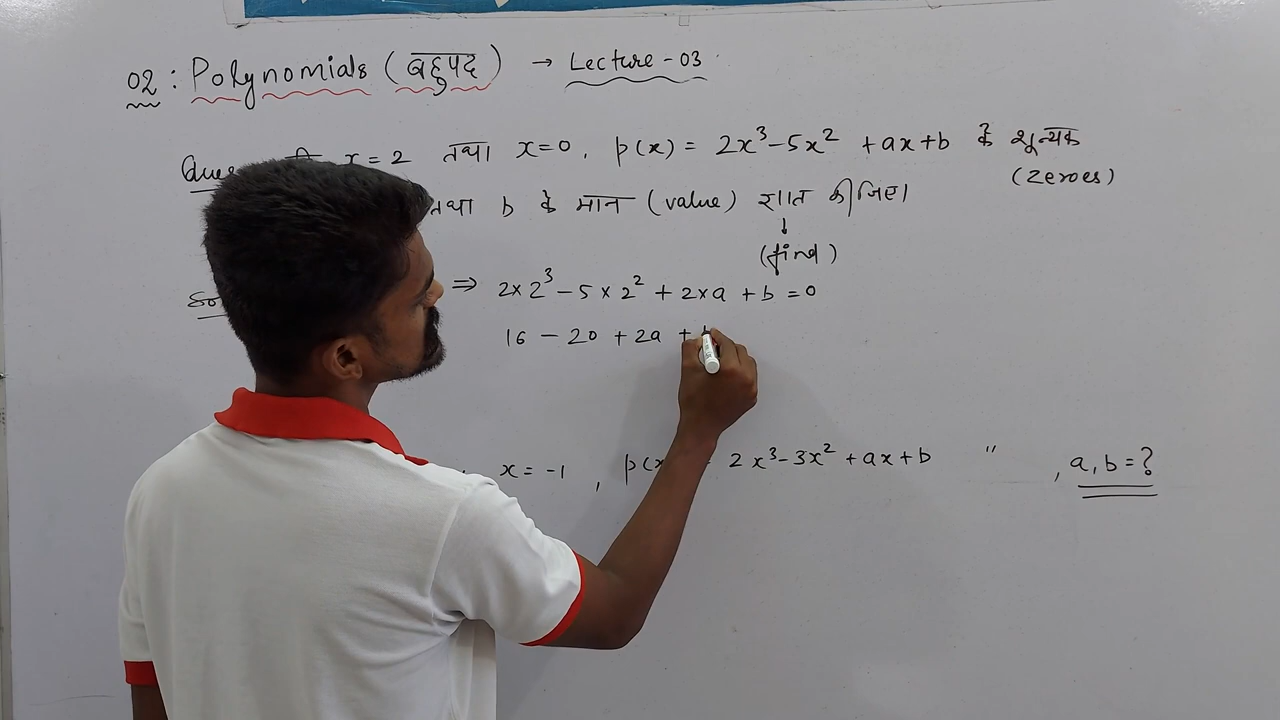 02 : Polynomials (बहुपद) → Lecture - 03
Ques x = 2 तथा x = 0, p(x) = 2x³ - 5x² + ax + b के शून्यक
(Zeroes)
तथा b के मान (value) ज्ञात कीजिए।
↓
(find)
⇒ 2 × 2³ - 5 × 2² + 2 × a + b = 0
16 - 20 + 2a +
x = -1 , p(x 2x³ - 3x² + ax + b " , a, b = ?